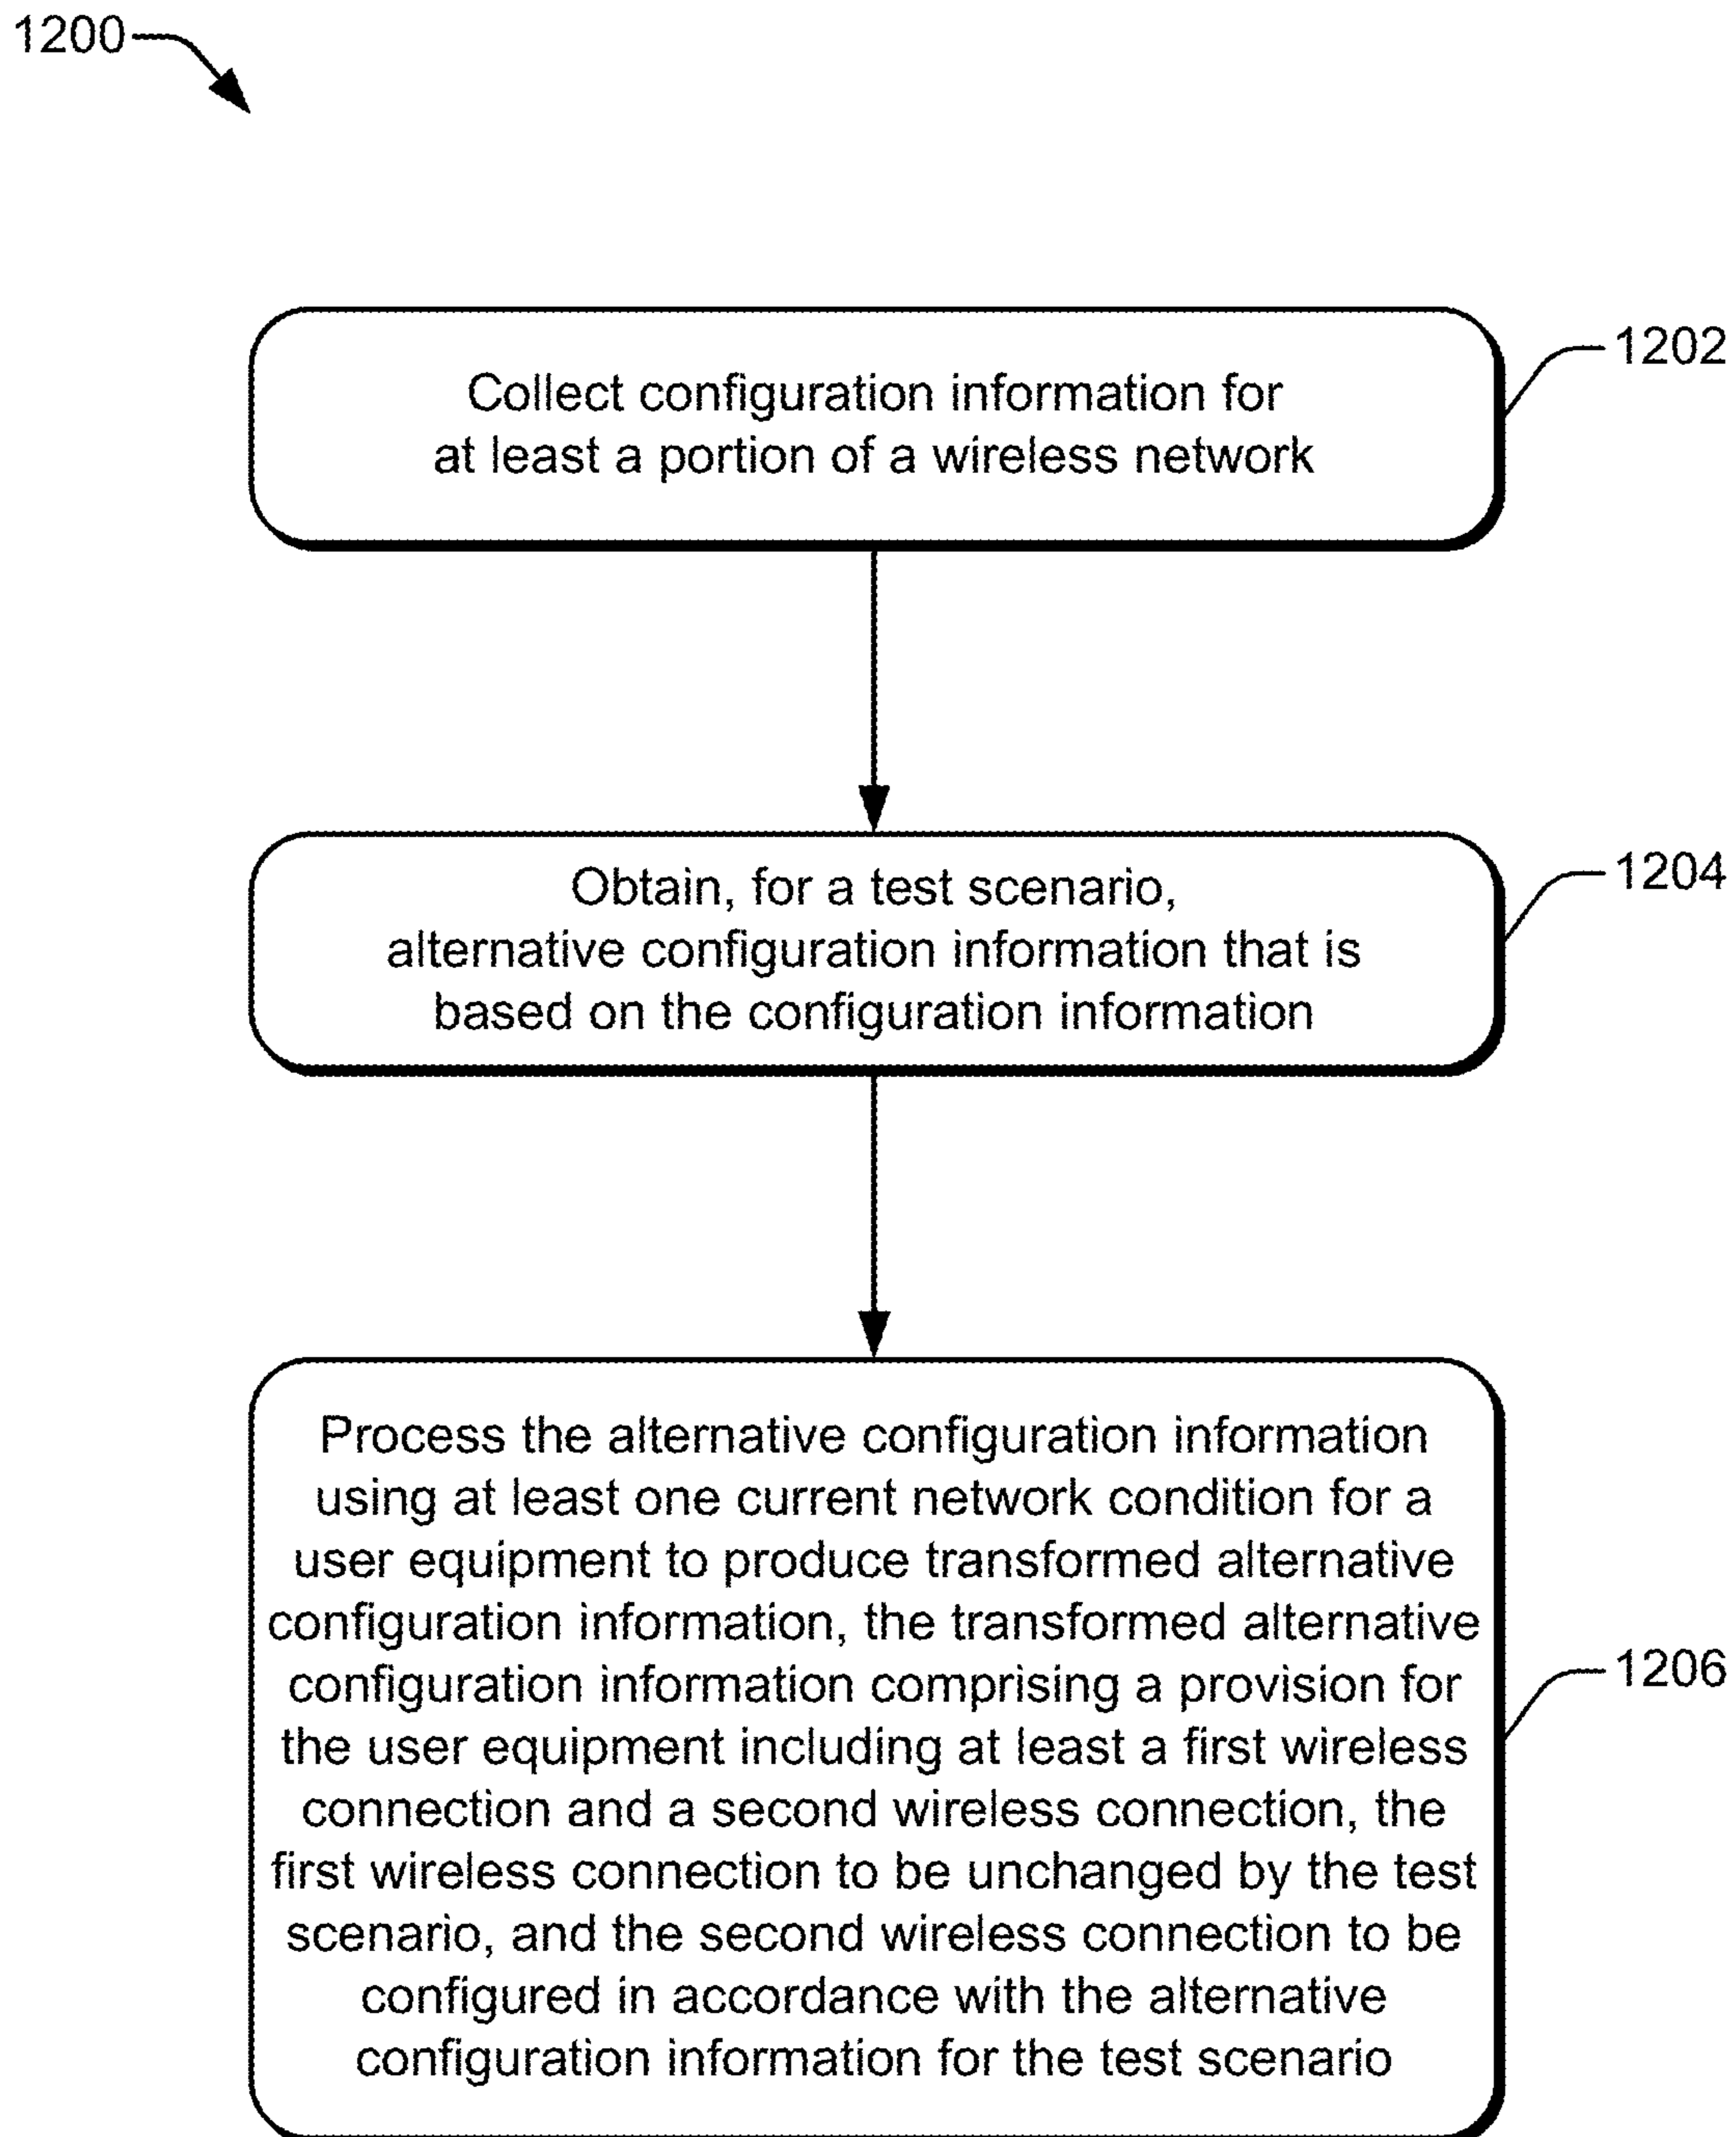 1200
Collect configuration information for
at least a portion of a wireless network
1202
Obtain, for a test scenario,
alternative configuration information that is
based on the configuration information
1204
Process the alternative configuration information
using at least one current network condition for a
user equipment to produce transformed alternative
configuration information, the transformed alternative
configuration information comprising a provision for
the user equipment including at least a first wireless
connection and a second wireless connection, the
first wireless connection to be unchanged by the test
scenario, and the second wireless connection to be
configured in accordance with the alternative
configuration information for the test scenario
1206